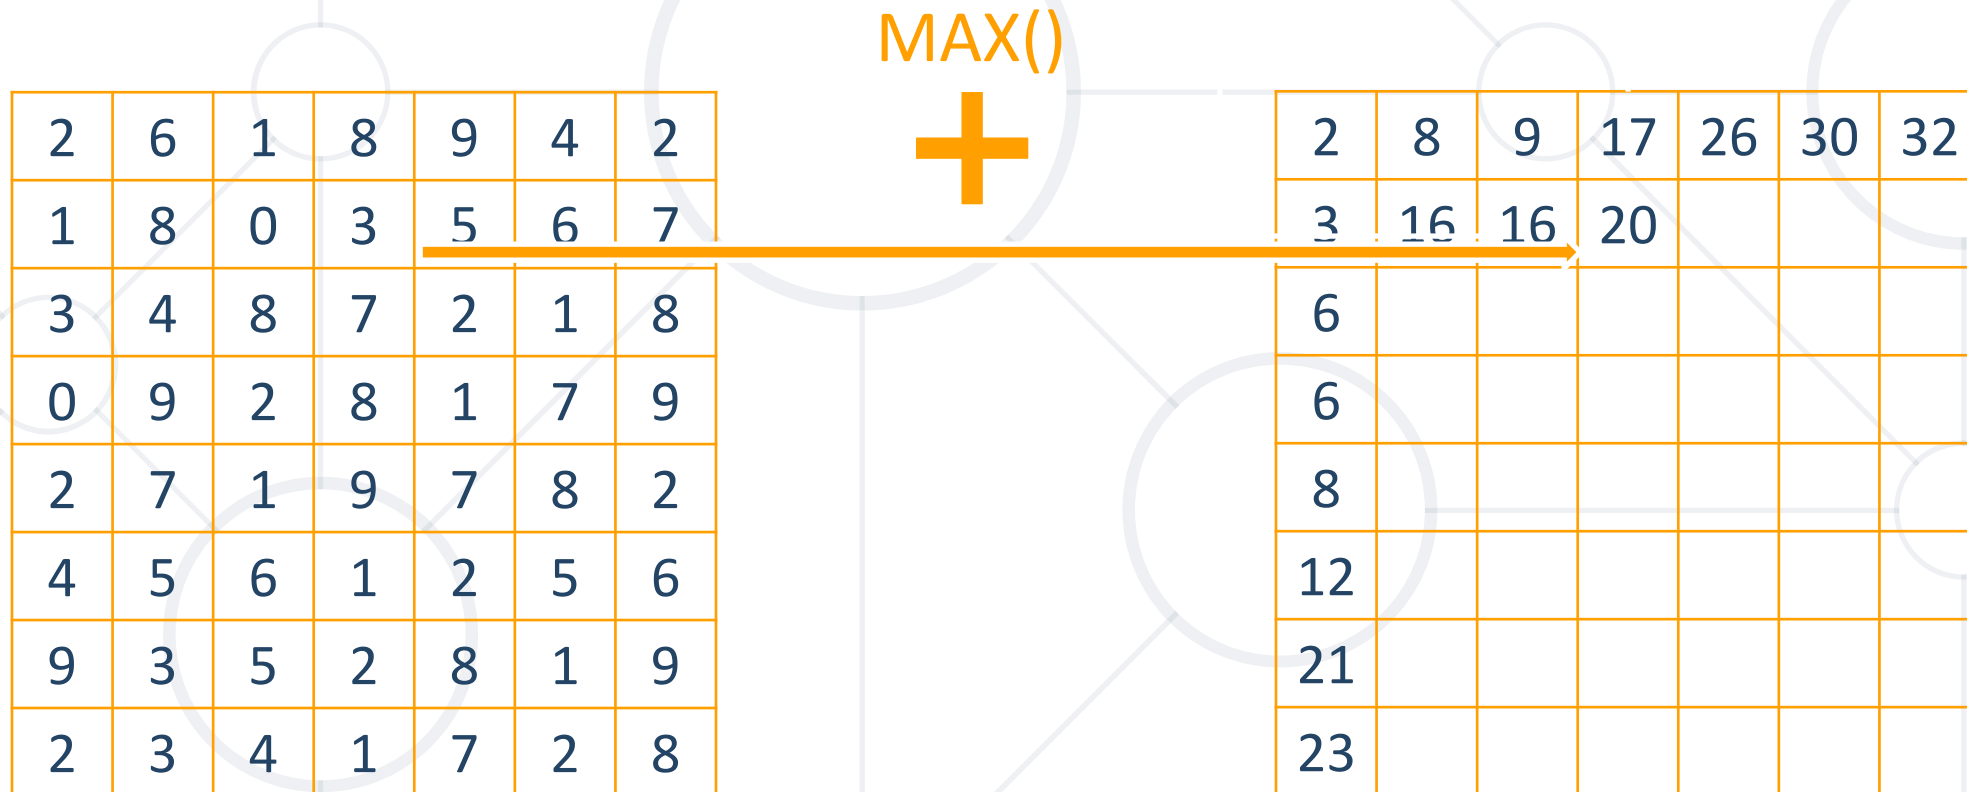 MAX()
2 6 1 8 9 4 2
1 8 0 3 5 6 7
3 4 8 7 2 1 8
0 9 2 8 1 7 9
2 7 1 9 7 8 2
4 5 6 1 2 5 6
9 3 5 2 8 1 9
2 3 4 1 7 2 8
2 8 9 17 26 30 32
3 16 16 20
6
6
8
12
21
23